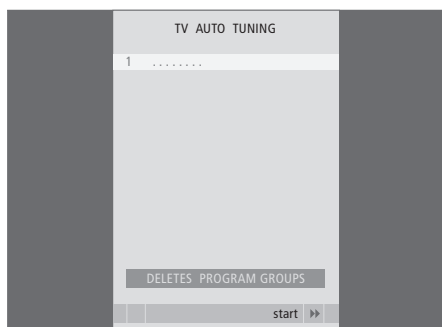 TV AUTO TUNING
1 ........
DELETES PROGRAM GROUPS
start